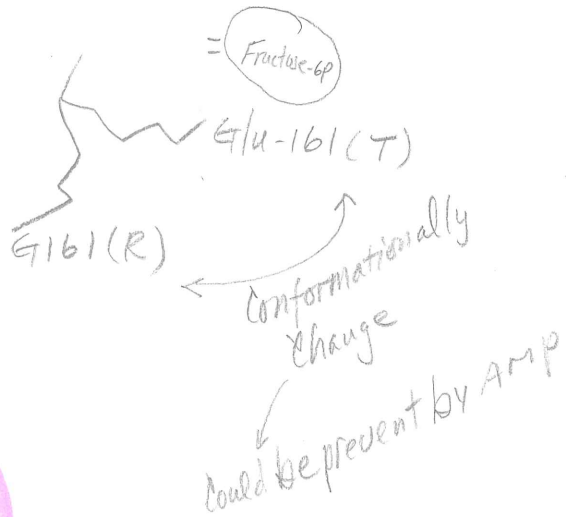 = Fructose-6p
Glu-161(T)
G161(R)
Conformationally
Change
Could be prevent by AMP